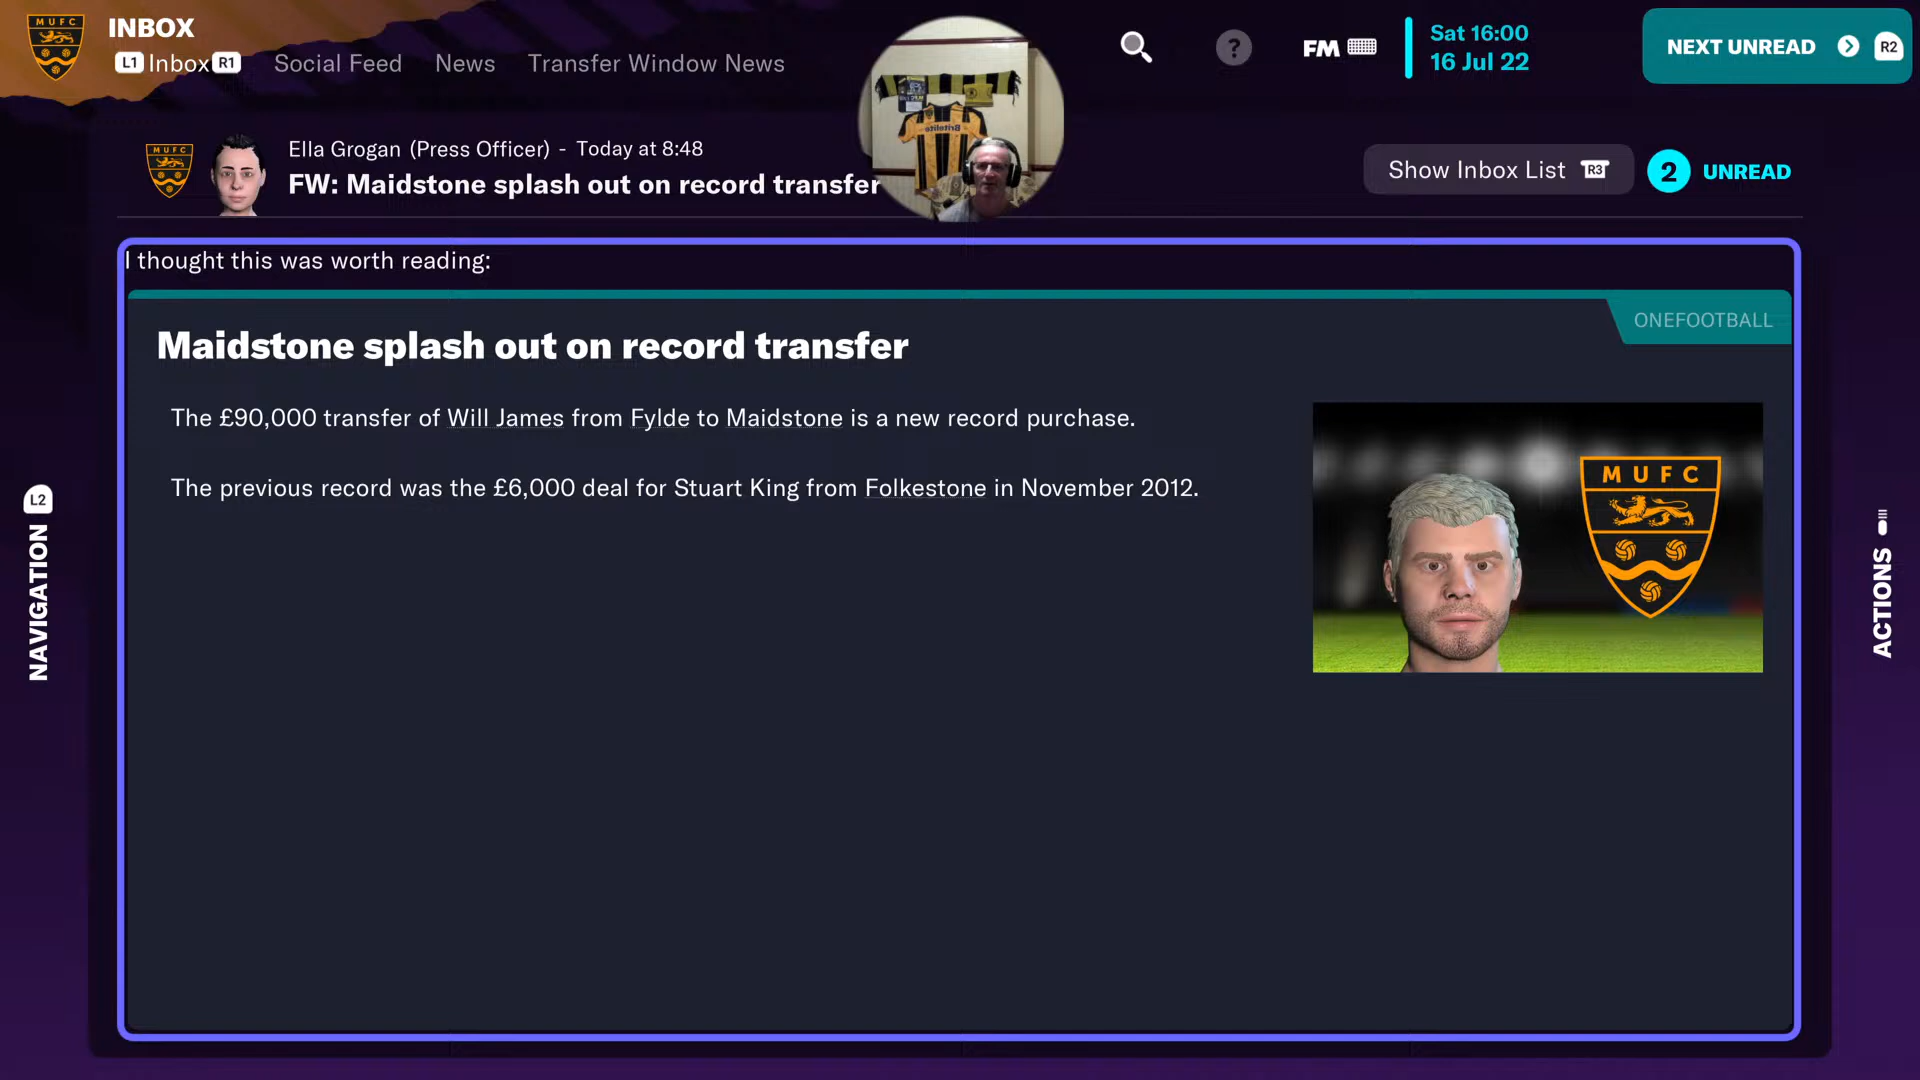 MUFC
INBOX
L1 Inbox R1 Social Feed News Transfer Window News
?
FM
Sat 16:00
16 Jul 22
NEXT UNREAD R2
MUFC
Ella Grogan (Press Officer) - Today at 8:48
FW: Maidstone splash out on record transfer
Show Inbox List R3
2 UNREAD
I thought this was worth reading:
ONEFOOTBALL
Maidstone splash out on record transfer
The £90,000 transfer of Will James from Fylde to Maidstone is a new record purchase.
The previous record was the £6,000 deal for Stuart King from Folkestone in November 2012.
MUFC
L2
NAVIGATION
ACTIONS